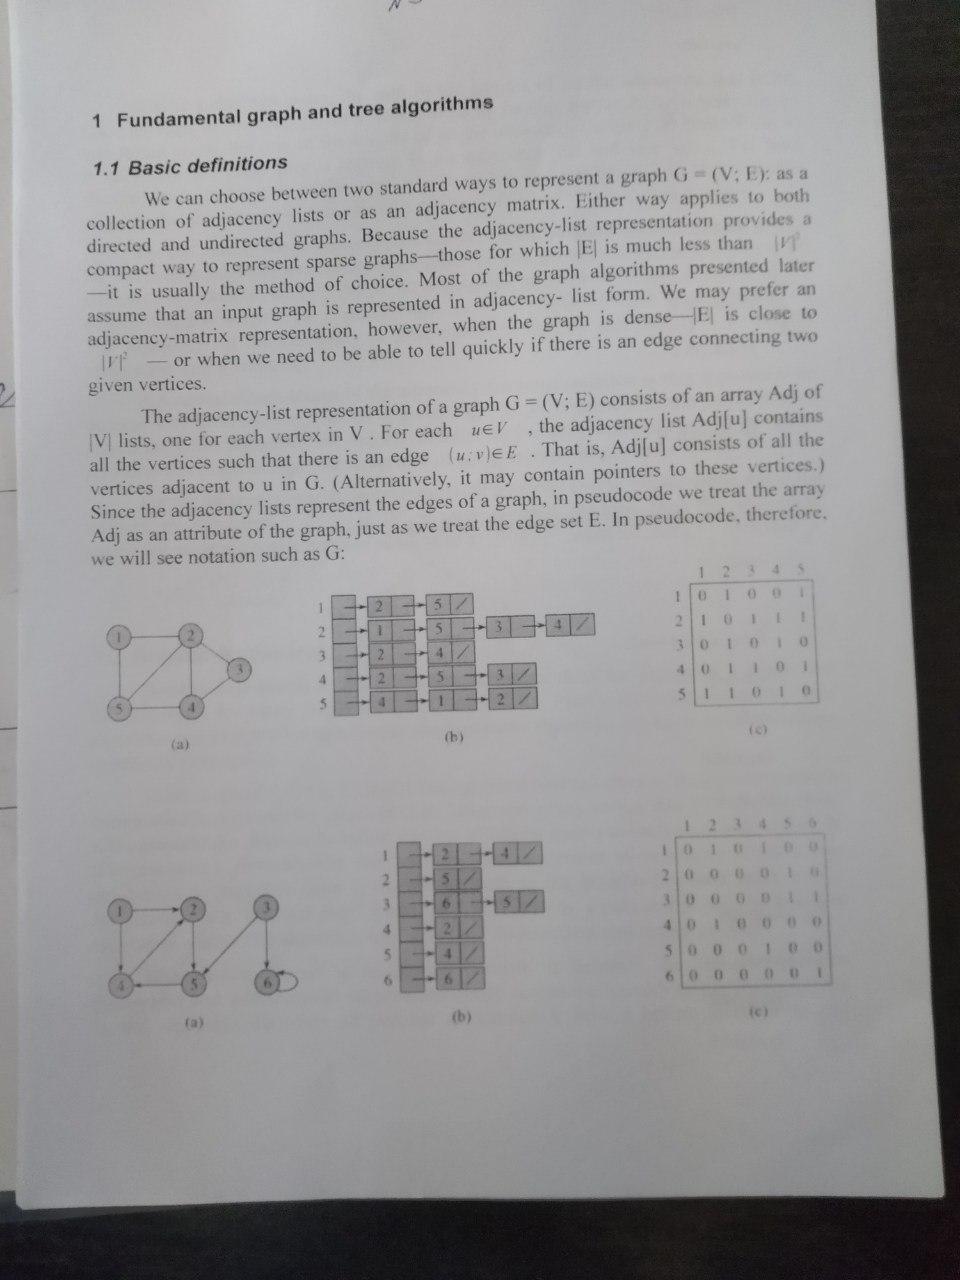 1 Fundamental graph and tree algorithms
1.1 Basic definitions
We can choose between two standard ways to represent a graph G = (V; E): as a
collection of adjacency lists or as an adjacency matrix. Either way applies to both
directed and undirected graphs. Because the adjacency-list representation provides a
compact way to represent sparse graphs—those for which |E| is much less than |V|²
—it is usually the method of choice. Most of the graph algorithms presented later
assume that an input graph is represented in adjacency- list form. We may prefer an
adjacency-matrix representation, however, when the graph is dense—|E| is close to
|V|² — or when we need to be able to tell quickly if there is an edge connecting two
given vertices.
The adjacency-list representation of a graph G = (V; E) consists of an array Adj of
|V| lists, one for each vertex in V . For each u∈V , the adjacency list Adj[u] contains
all the vertices such that there is an edge (u;v)∈E . That is, Adj[u] consists of all the
vertices adjacent to u in G. (Alternatively, it may contain pointers to these vertices.)
Since the adjacency lists represent the edges of a graph, in pseudocode we treat the array
Adj as an attribute of the graph, just as we treat the edge set E. In pseudocode, therefore,
we will see notation such as G:
1 2
3
5 4
(a)
1 2 5 /
2 1 5 3 4 /
3 2 4 /
4 2 5 3 /
5 4 1 2 /
(b)
1 2 3 4 5
1 0 1 0 0 1
2 1 0 1 1 1
3 0 1 0 1 0
4 0 1 1 0 1
5 1 1 0 1 0
(c)
1 2 3
4 5 6
(a)
1 2 4 /
2 5 /
3 6 5 /
4 2 /
5 4 /
6 6 /
(b)
1 2 3 4 5 6
1 0 1 0 1 0 0
2 0 0 0 0 1 0
3 0 0 0 0 1 1
4 0 1 0 0 0 0
5 0 0 0 1 0 0
6 0 0 0 0 0 1
(c)